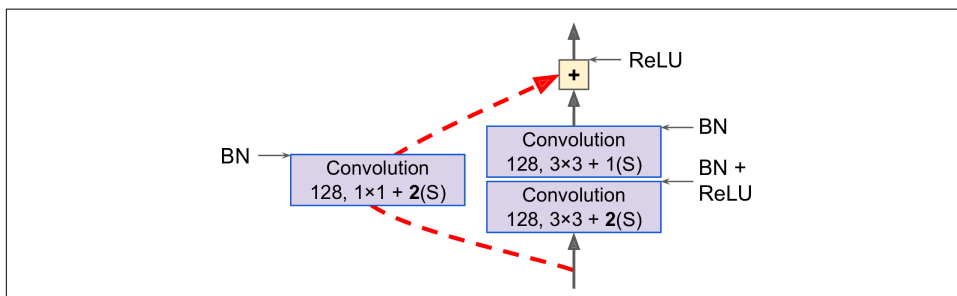 ReLU
+
BN
Convolution
128, 3×3 + 1(S)
BN
Convolution
128, 1×1 + 2(S)
BN +
ReLU
Convolution
128, 3×3 + 2(S)